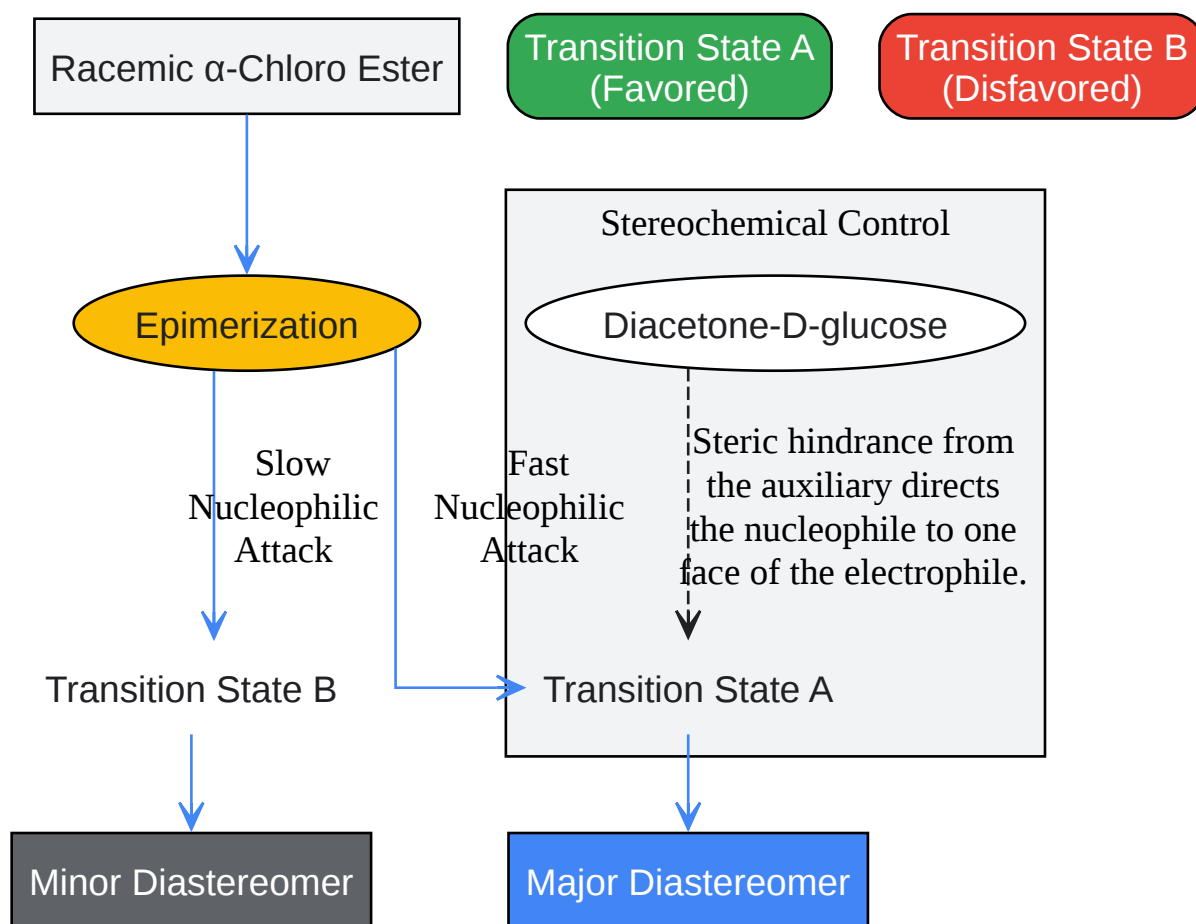 Racemic α-Chloro Ester
Transition State A
(Favored)
Transition State B
(Disfavored)
Stereochemical Control
Epimerization
Diacetone-D-glucose
Slow
Nucleophilic
Attack
Fast
Nucleophilic
Attack
Steric hindrance from
the auxiliary directs
the nucleophile to one
face of the electrophile.
Transition State B
Transition State A
Minor Diastereomer
Major Diastereomer